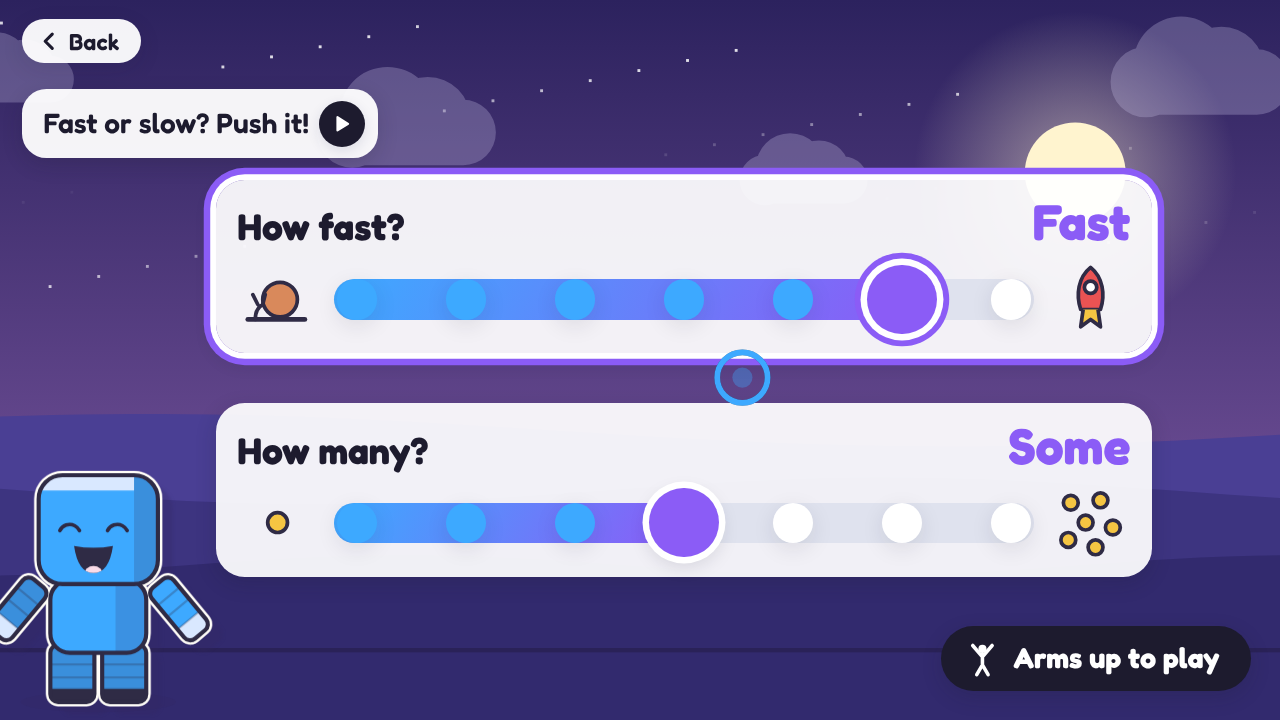 Back
Fast or slow? Push it!
How fast?
Fast
How many?
Some
Arms up to play